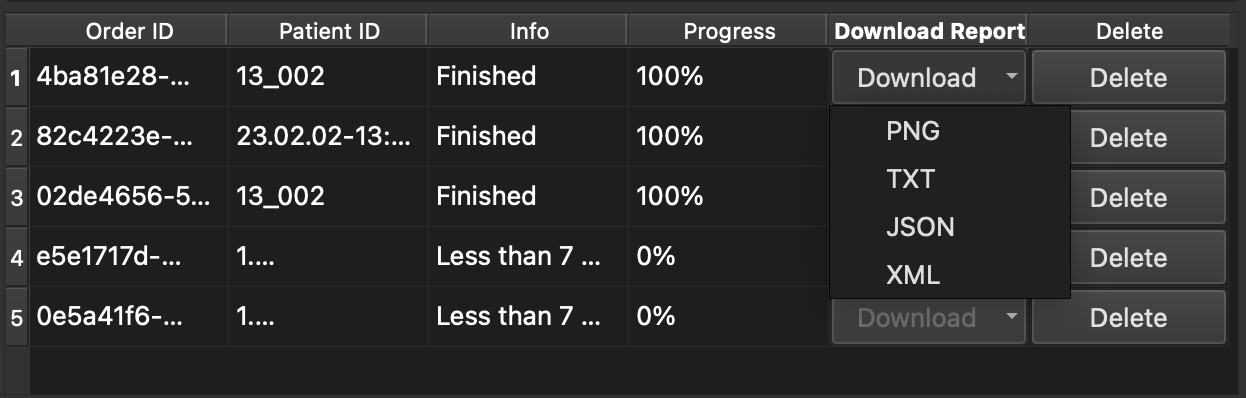 Order ID Patient ID Info Progress Download Report Delete
1 4ba81e28-... 13_002 Finished 100% Download Delete
2 82c4223e-... 23.02.02-13:... Finished 100% PNG Delete
3 02de4656-5... 13_002 Finished 100% TXT Delete
4 e5e1717d-... 1.... Less than 7 ... 0% JSON Delete
XML
5 0e5a41f6-... 1.... Less than 7 ... 0% Download Delete